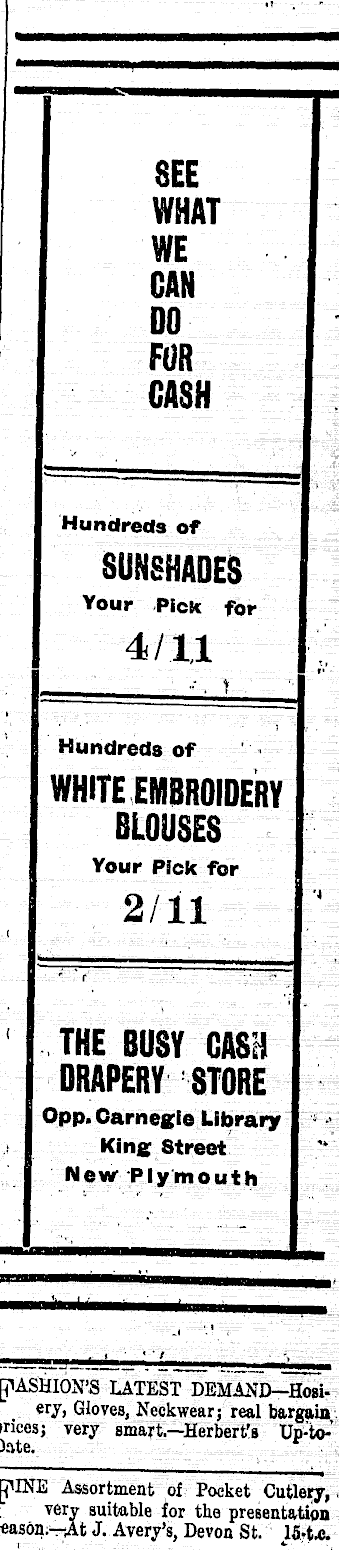 SEE
WHAT
WE
CAN
DO
FOR
CASH
Hundreds of
SUNSHADES
Your Pick for
4/11
Hundreds of
WHITE EMBROIDERY
BLOUSES
Your Pick for
2/11
THE BUSY CASH
DRAPERY STORE
Opp. Carnegie Library
King Street
New Plymouth
FASHION'S LATEST DEMAND—Hosi-
ery, Gloves, Neckwear; real bargain
prices; very smart.—Herbert's Up-to-
Date.
FINE Assortment of Pocket Cutlery,
very suitable for the presentation
season.—At J. Avery's, Devon St. 15-t.c.